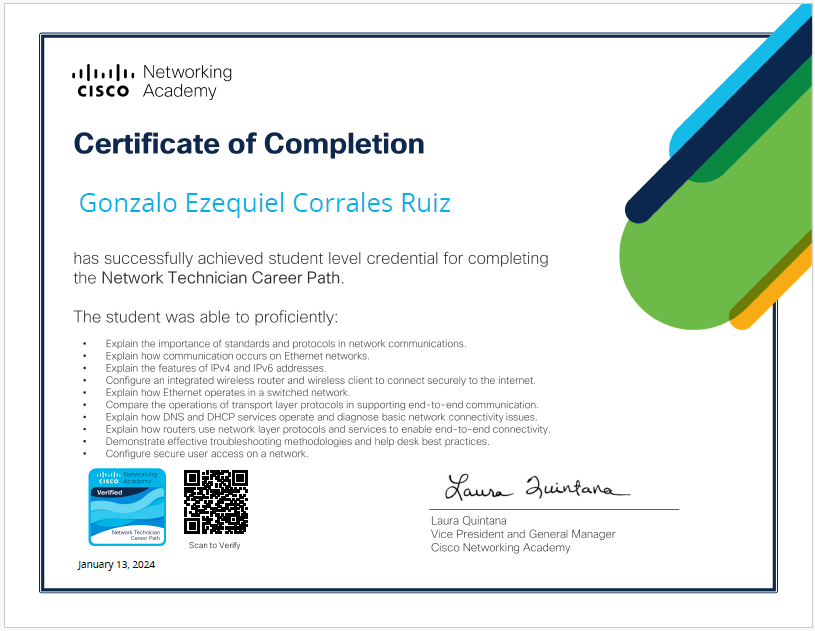 Networking
CISCO Academy
Certificate of Completion
Gonzalo Ezequiel Corrales Ruiz
has successfully achieved student level credential for completing
the Network Technician Career Path.
The student was able to proficiently:
• Explain the importance of standards and protocols in network communications.
• Explain how communication occurs on Ethernet networks.
• Explain the features of IPv4 and IPv6 addresses.
• Configure an integrated wireless router and wireless client to connect securely to the internet.
• Explain how Ethernet operates in a switched network.
• Compare the operations of transport layer protocols in supporting end-to-end communication.
• Explain how DNS and DHCP services operate and diagnose basic network connectivity issues.
• Explain how routers use network layer protocols and services to enable end-to-end connectivity.
• Demonstrate effective troubleshooting methodologies and help desk best practices.
• Configure secure user access on a network.
Networking
CISCO Academy
Verified
Network Technician
Career Path
Scan to Verify
January 13, 2024
Laura Quintana
Laura Quintana
Vice President and General Manager
Cisco Networking Academy